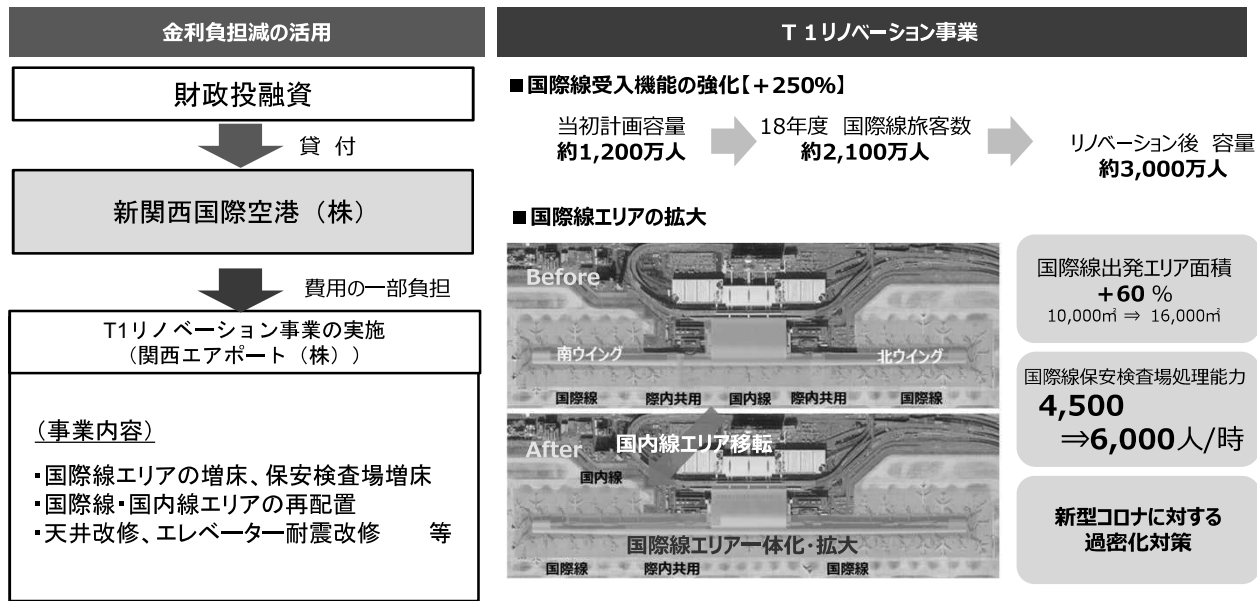 金利負担減の活用
財政投融資
貸 付
新関西国際空港（株）
費用の一部負担
T1リノベーション事業の実施
（関西エアポート（株））
（事業内容）
・国際線エリアの増床、保安検査場増床
・国際線・国内線エリアの再配置
・天井改修、エレベーター耐震改修　等
T １リノベーション事業
■国際線受入機能の強化【＋250%】
当初計画容量
約1,200万人
18年度 国際線旅客数
約2,100万人
リノベーション後 容量
約3,000万人
■国際線エリアの拡大
Before
南ウイング
北ウイング
国際線 際内共用 国内線 際内共用 国際線
After
国内線エリア移転
国内線
国際線エリア一体化・拡大
国際線 際内共用 国際線
国際線出発エリア面積
＋60 %
10,000㎡ ⇒ 16,000㎡
国際線保安検査場処理能力
4,500
⇒6,000人/時
新型コロナに対する
過密化対策